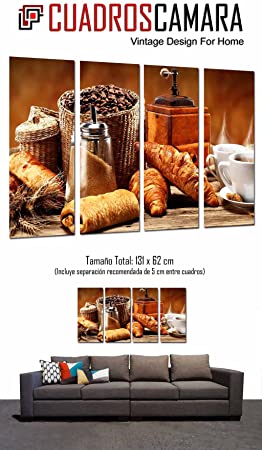 CUADROSCAMARA
Vintage Design For Home
Tamaño Total: 131 x 62 cm
(Incluye separación recomendada de 5 cm entre cuadros)